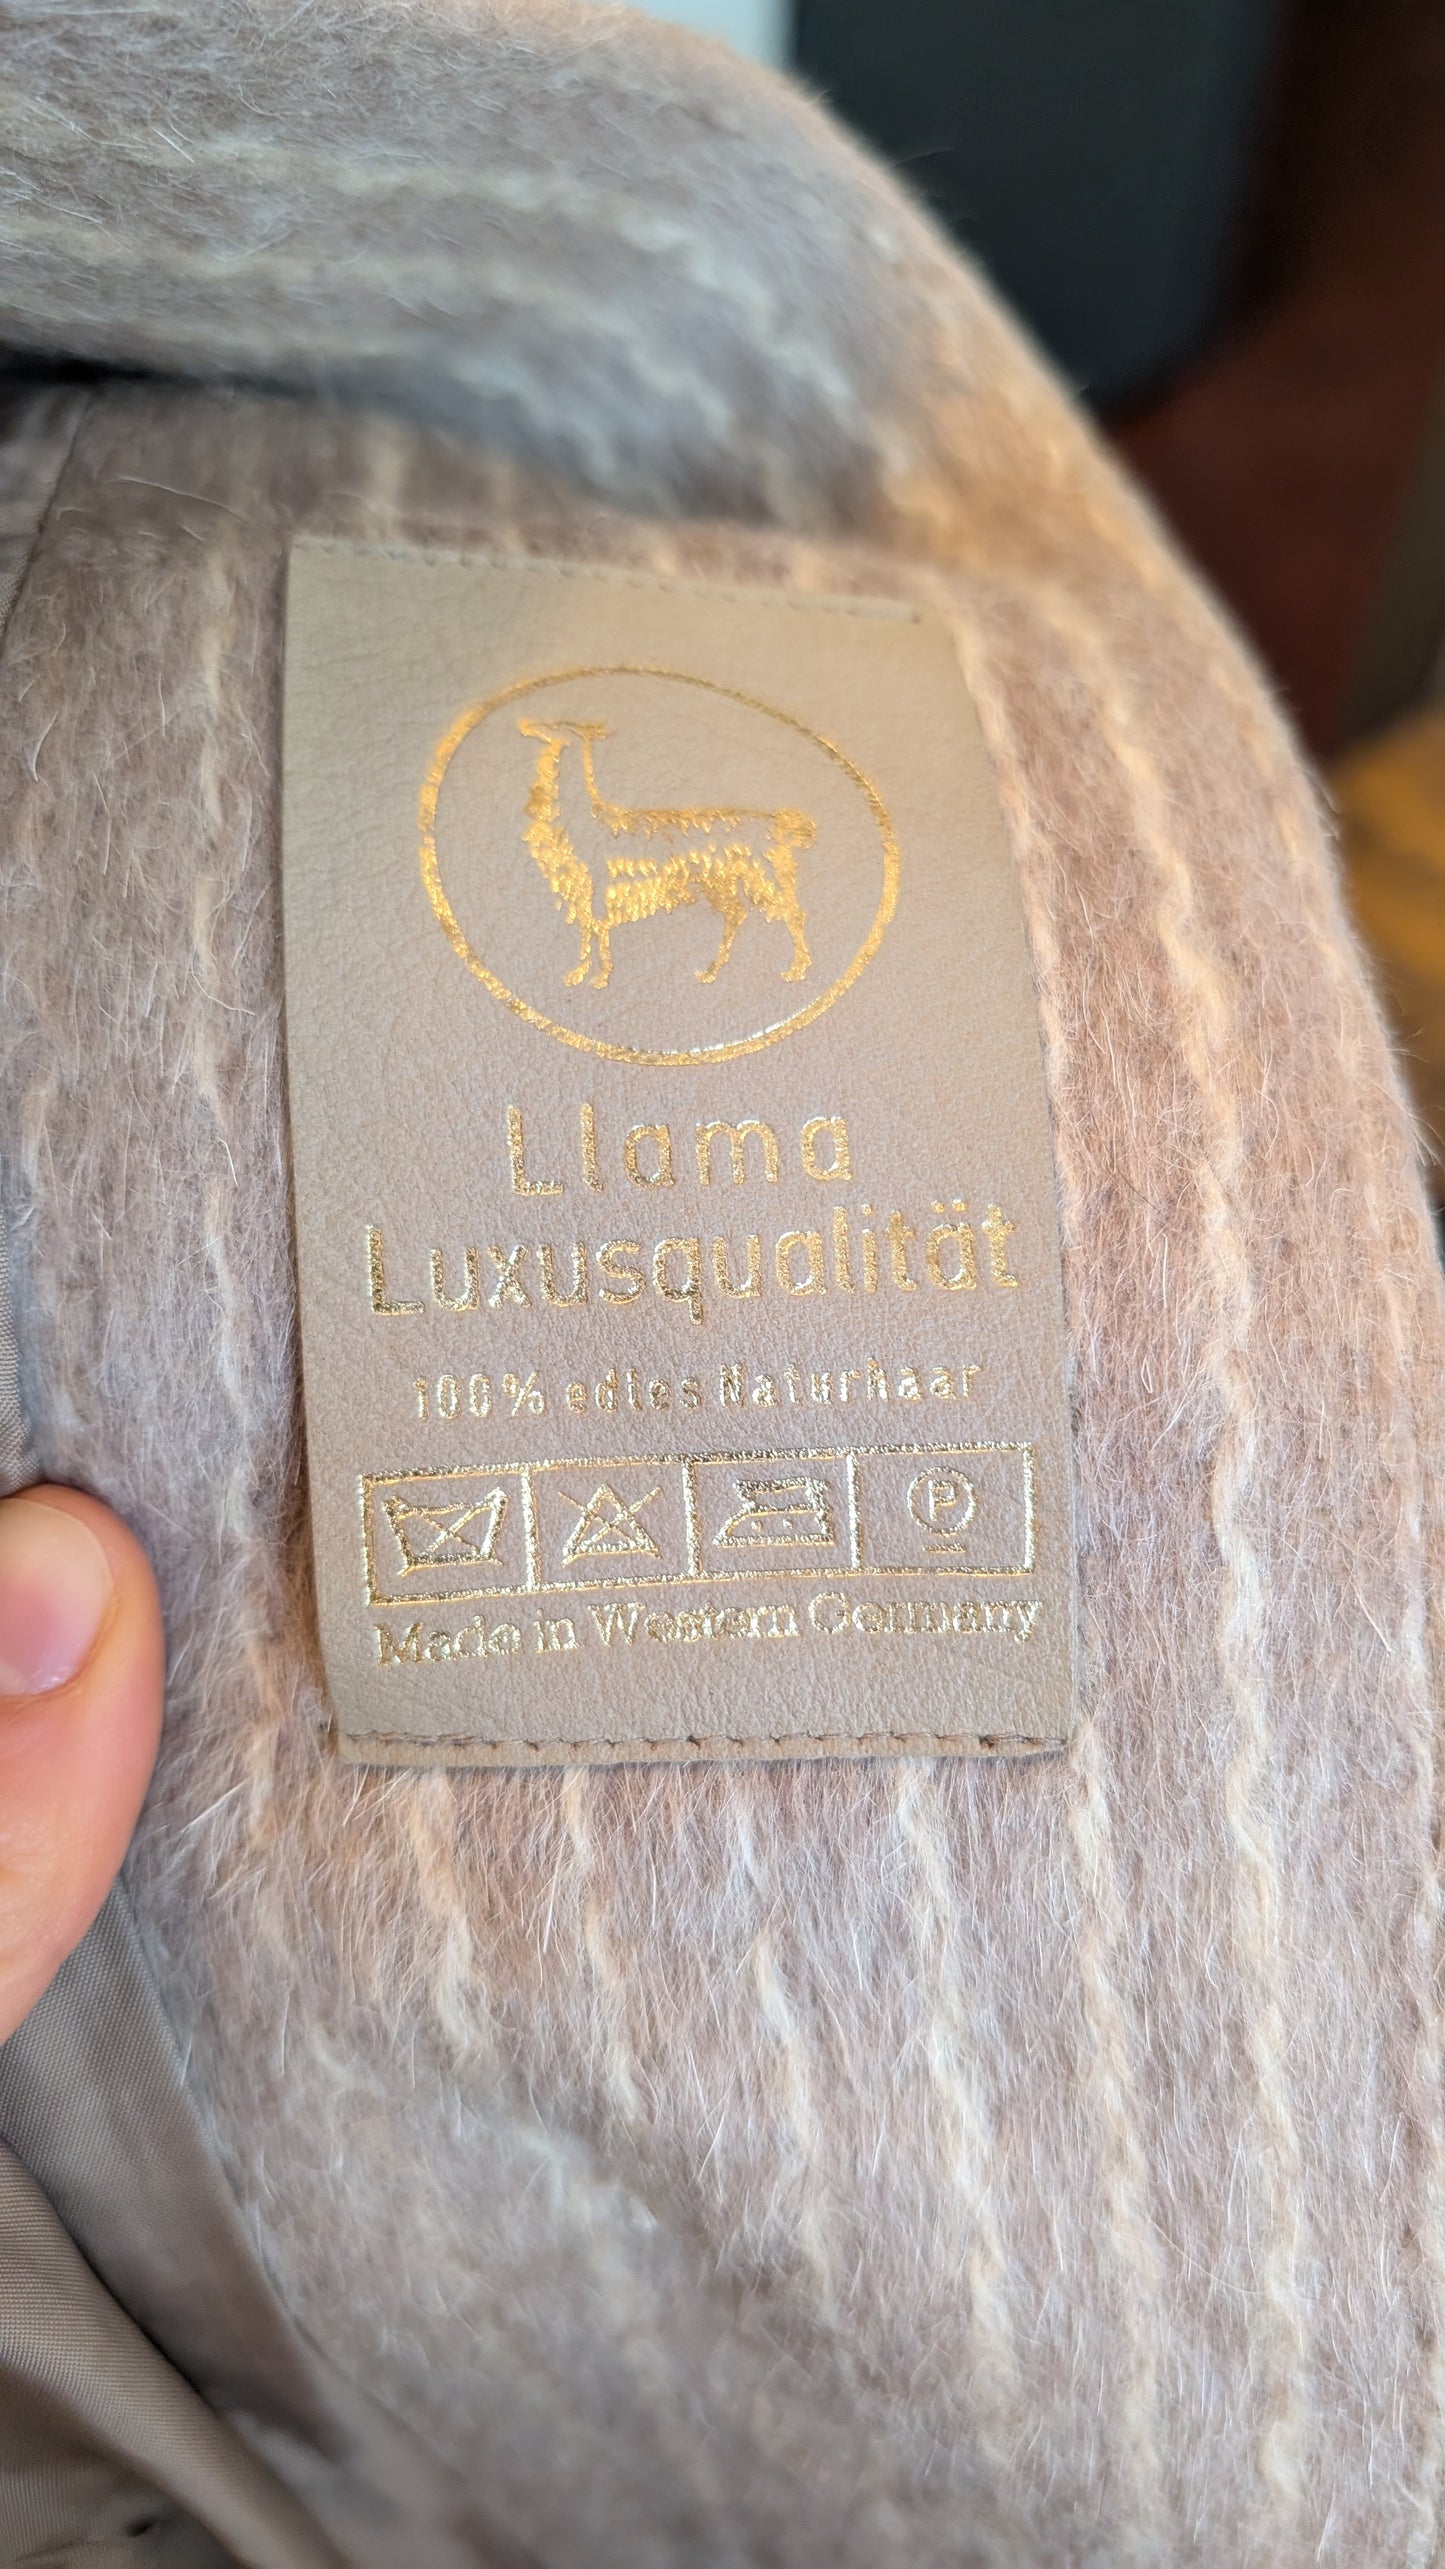 Llama
Luxusqualität
100% edles Naturhaar
P
Made in Western Germany